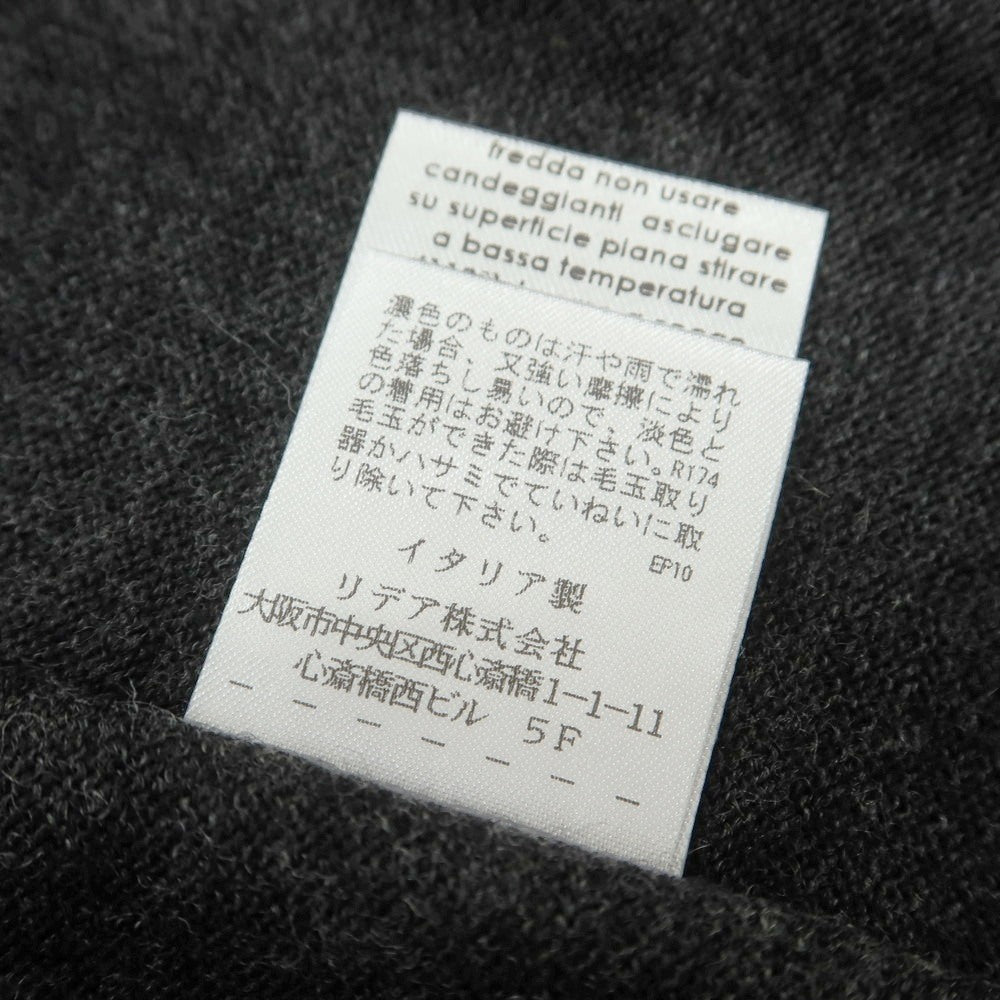 fredda non usare
candeggianti asciugare
su superficie piana stirare
a bassa temperatura
濃色のものは汗や雨で濡れ
た場合、又強い摩擦により
色落ちし易いので、淡色と
の着用はお避け下さい。R174
毛玉ができた際は毛玉取り
器かハサミでていねいに取
り除いて下さい。
EP10
イタリア製
リデア株式会社
大阪市中央区西心斎橋1-1-11
心斎橋西ビル 5F